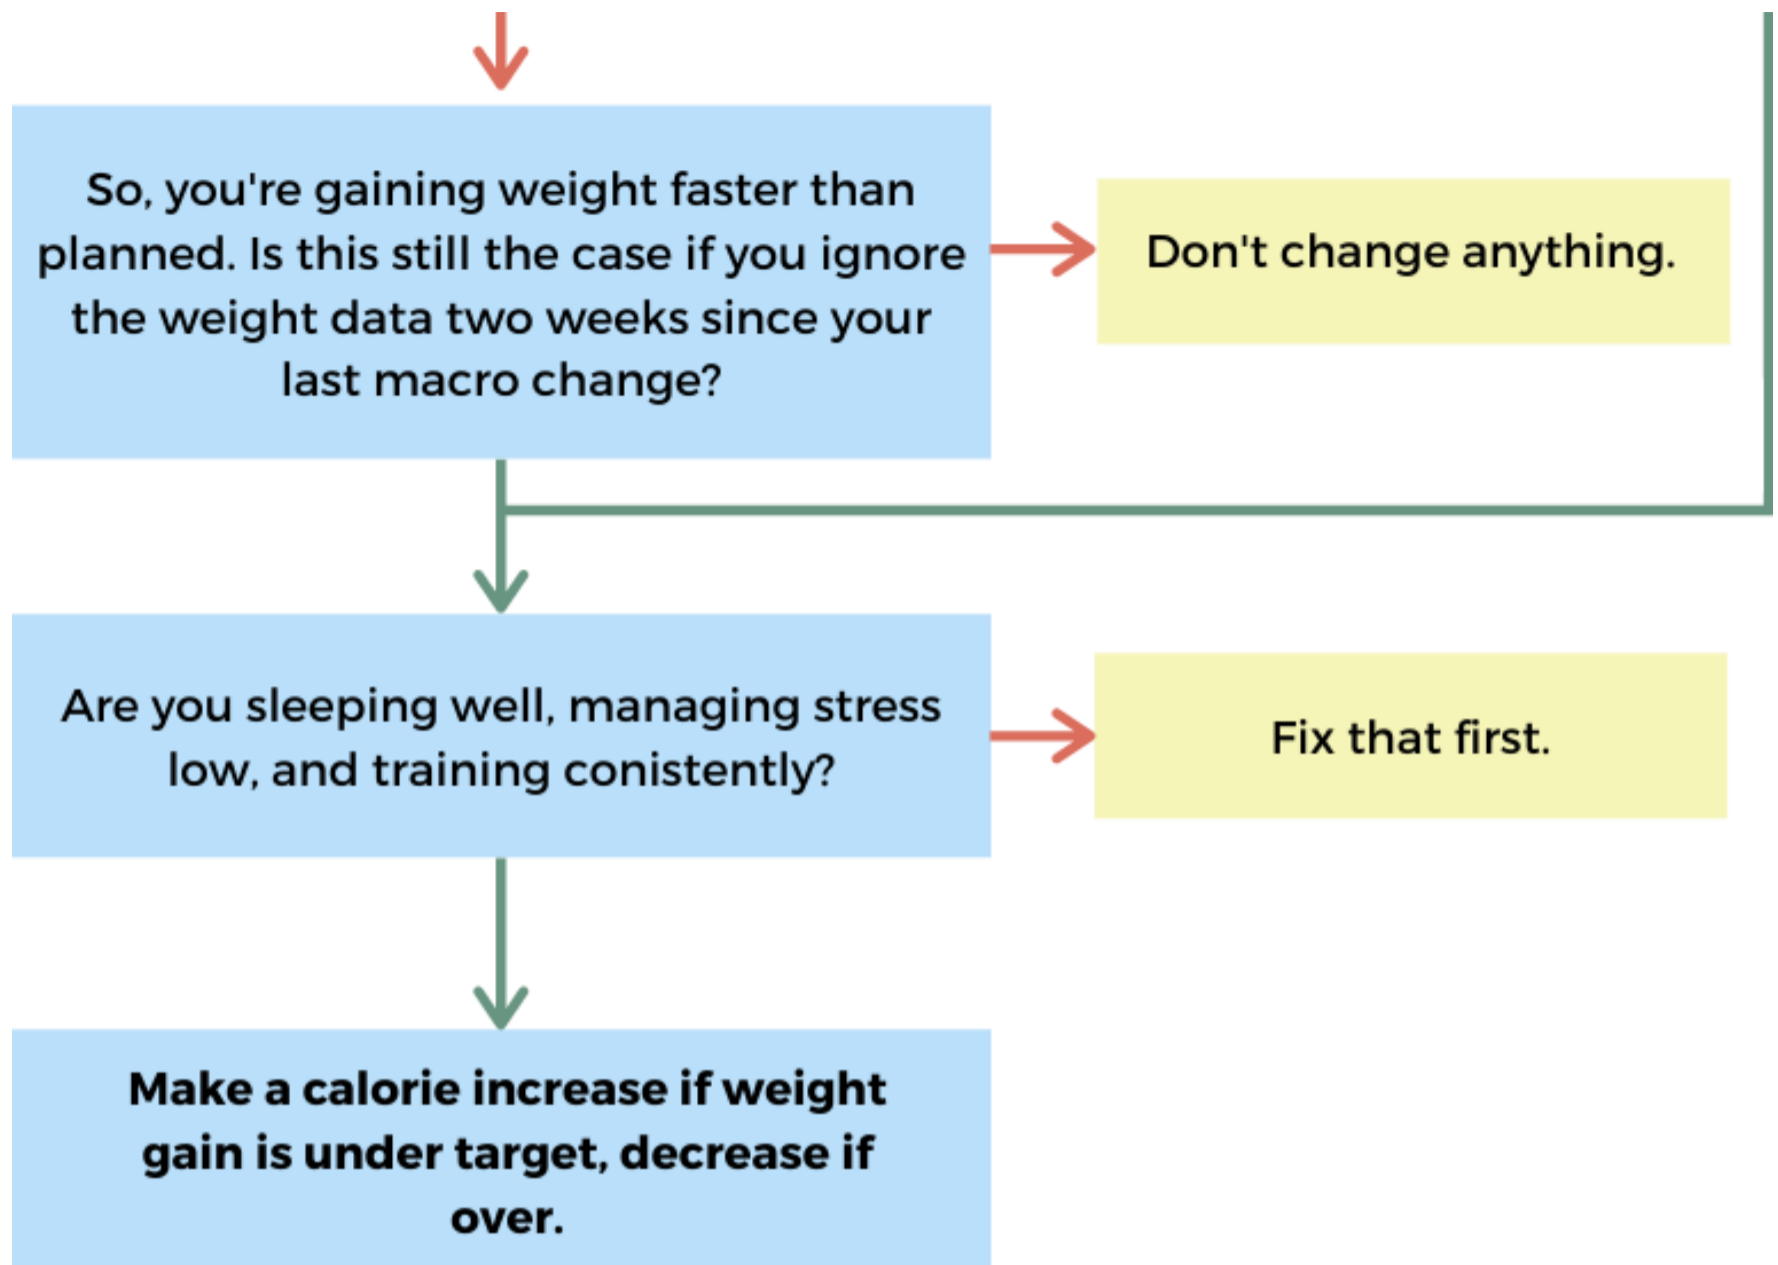 So, you're gaining weight faster than
planned. Is this still the case if you ignore
the weight data two weeks since your
last macro change?
Don't change anything.
Are you sleeping well, managing stress
low, and training conistently?
Fix that first.
Make a calorie increase if weight
gain is under target, decrease if
over.